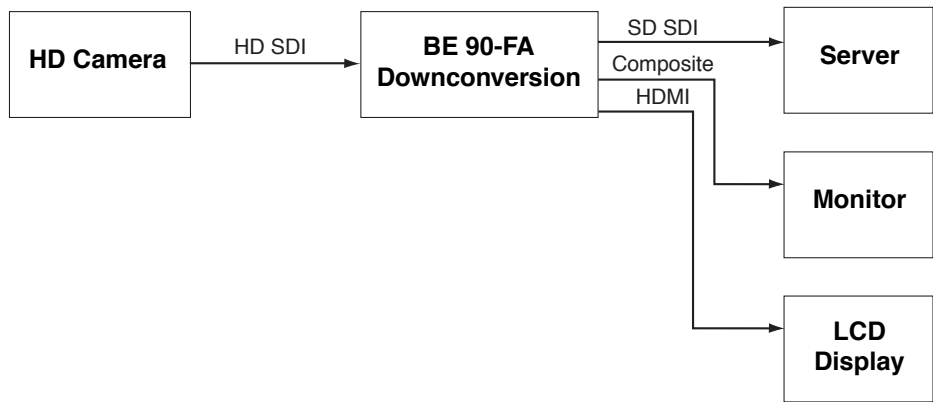 HD Camera
HD SDI
BE 90-FA
Downconversion
SD SDI
Composite
HDMI
Server
Monitor
LCD
Display